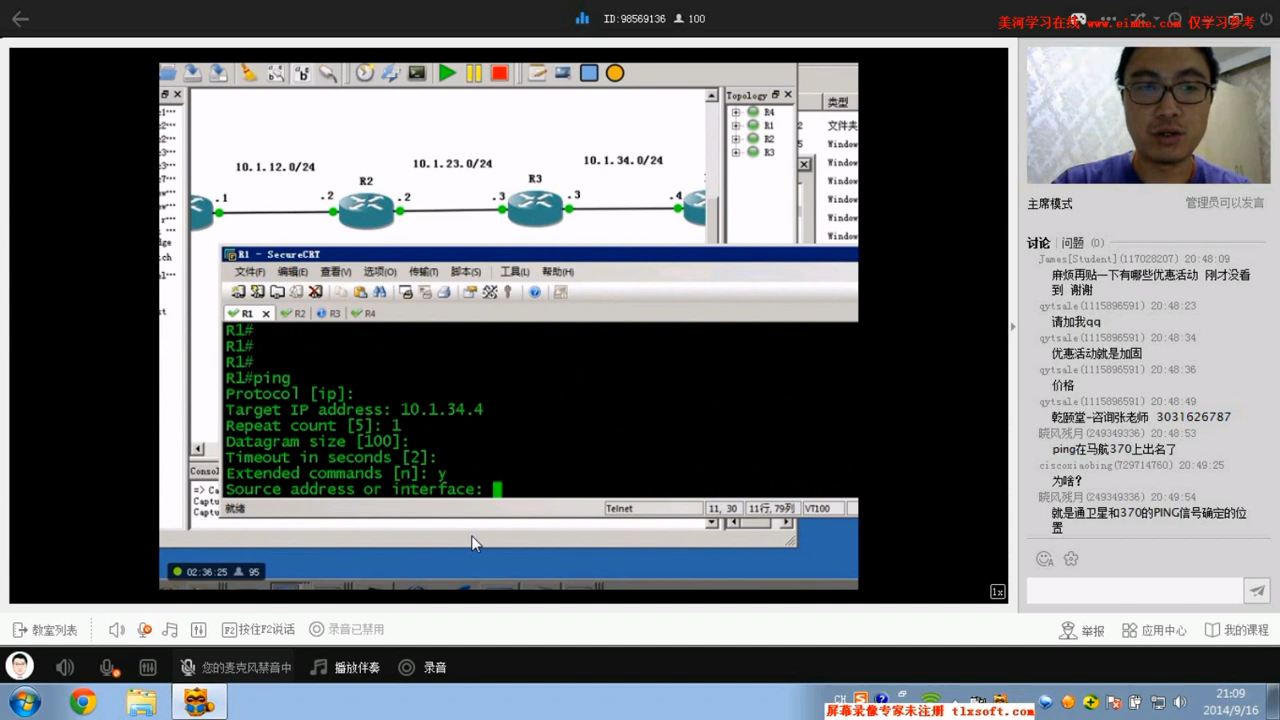 ID:98569136 100
美河学习在线 www.eimhe.com 仅学习参考
Topology
类型
R4
R1
R2
R3
文件夹
Window
Window
Window
Window
Window
Window
10.1.12.0/24
10.1.23.0/24
10.1.34.0/24
R2
R3
.1
.2
.2
.3
.3
.4
R1 - SecureCRT
文件(F) 编辑(E) 查看(V) 选项(O) 传输(T) 脚本(S) 工具(L) 帮助(H)
R1 R2 R3 R4
R1#
R1#
R1#
R1#ping
Protocol [ip]:
Target IP address: 10.1.34.4
Repeat count [5]: 1
Datagram size [100]:
Timeout in seconds [2]:
Extended commands [n]: y
Source address or interface:
就绪 Telnet 11, 30 11行,79列 VT100
Consol
=> Ca
Captu
Captu
02:36:25 95
1x
主席模式 管理员可以发言
讨论 问题 (0)
James[Student](117028207) 20:48:09
麻烦再贴一下有哪些优惠活动 刚才没看
到 谢谢
qytsale(1115896591) 20:48:23
请加我qq
qytsale(1115896591) 20:48:34
优惠活动就是加固
qytsale(1115896591) 20:48:36
价格
qytsale(1115896591) 20:48:41
乾颐堂-咨询张老师 3031626787
晓风残月(249349336) 20:48:53
ping在马航370上出名了
ciscoxiaobing(729714760) 20:49:25
为啥?
晓风残月(249349336) 20:49:54
就是通卫星和370的PING信号确定的位
置
教室列表 F2 按住F2说话 录音已禁用
举报 应用中心 我的课程
您的麦克风禁音中 播放伴奏 录音
CH
21:09
2014/9/16
屏幕录像专家未注册 tlxsoft.com